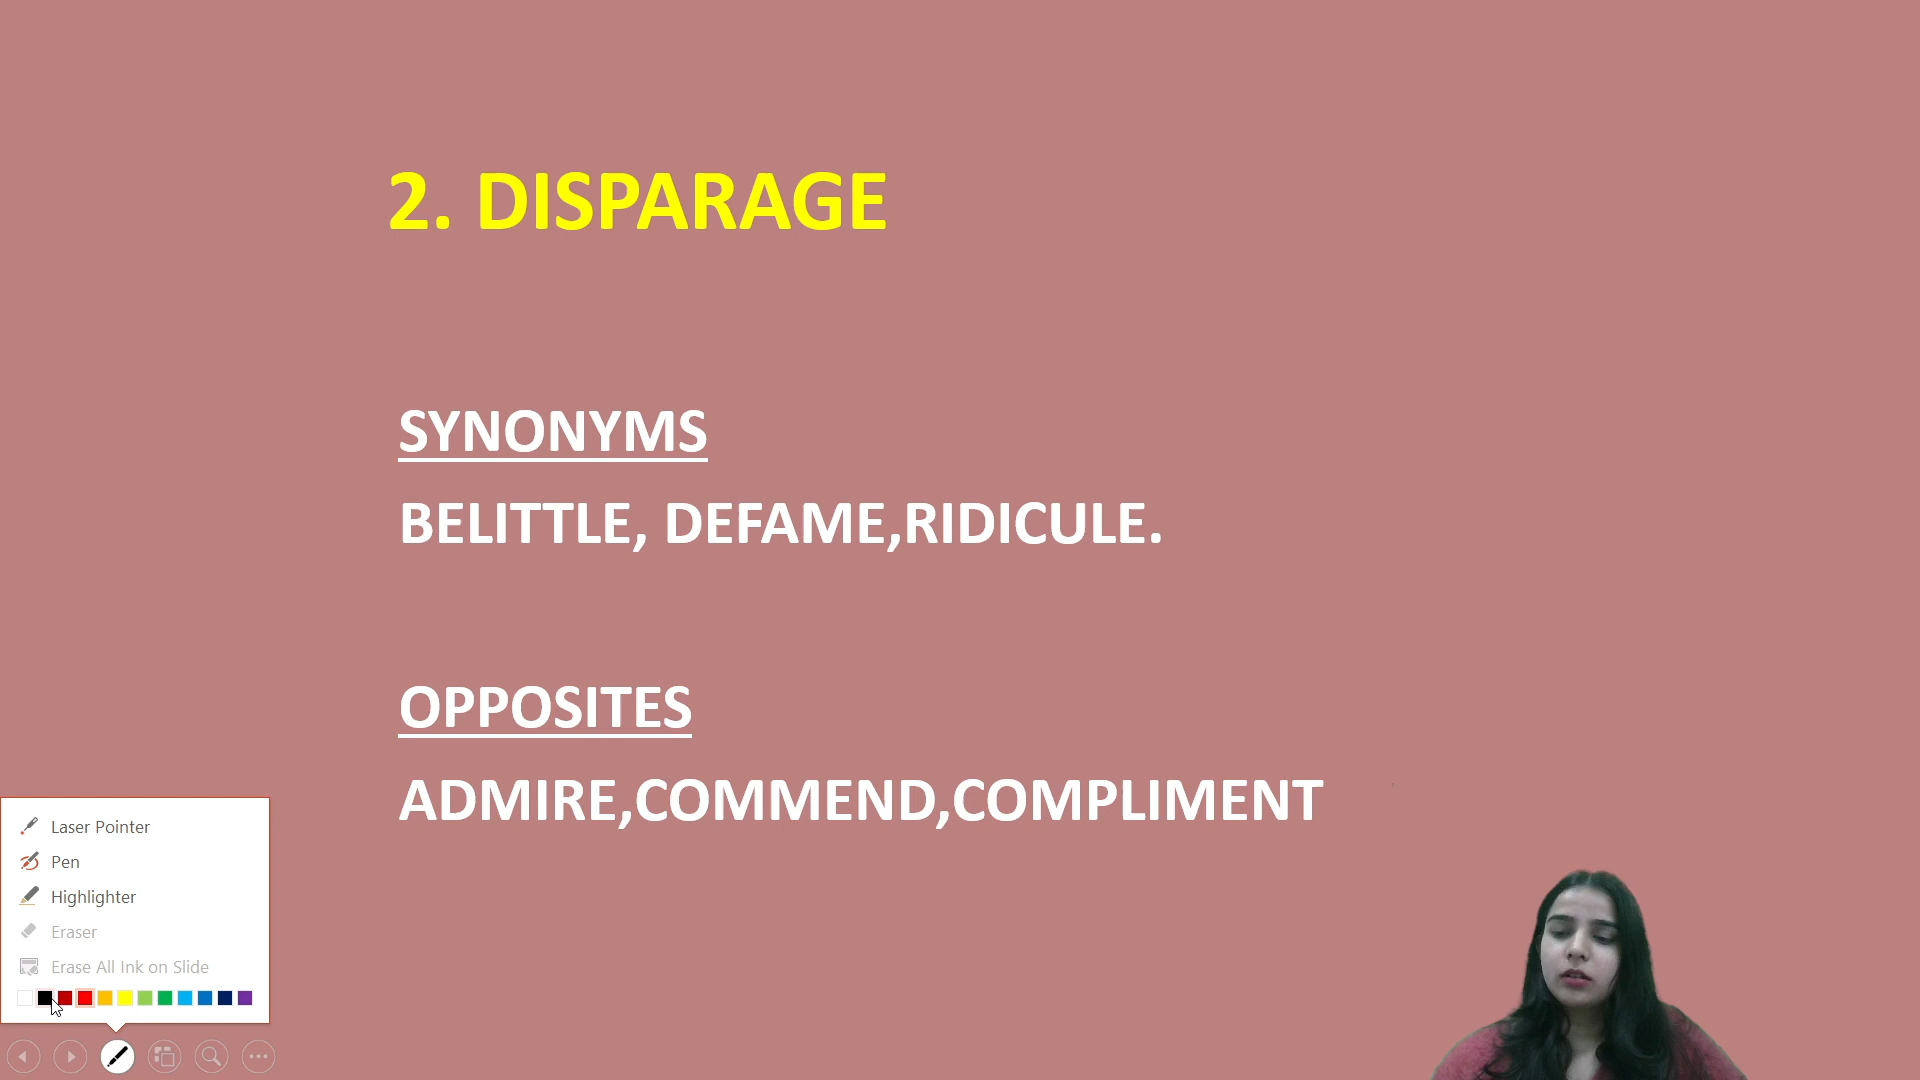 2. DISPARAGE
SYNONYMS
BELITTLE, DEFAME,RIDICULE.
OPPOSITES
ADMIRE,COMMEND,COMPLIMENT
Laser Pointer
Pen
Highlighter
Eraser
Erase All Ink on Slide